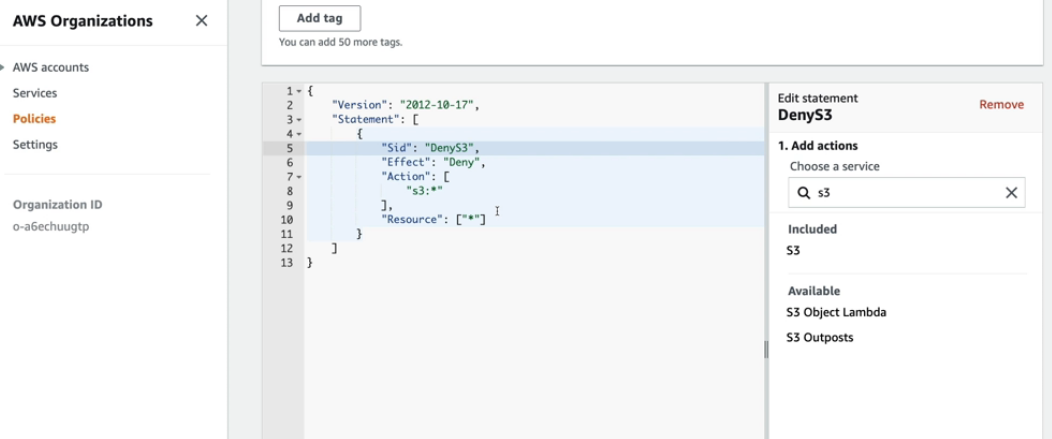 AWS Organizations
AWS accounts
Services
Policies
Settings
Organization ID
o-a6echuugtp
Add tag
You can add 50 more tags.
1 {
2 "Version": "2012-10-17",
3 "Statement": [
4 {
5 "Sid": "DenyS3",
6 "Effect": "Deny",
7 "Action": [
8 "s3:*"
9 ],
10 "Resource": ["*"]
11 }
12 ]
13 }
Edit statement
DenyS3
Remove
1. Add actions
Choose a service
s3
Included
S3
Available
S3 Object Lambda
S3 Outposts